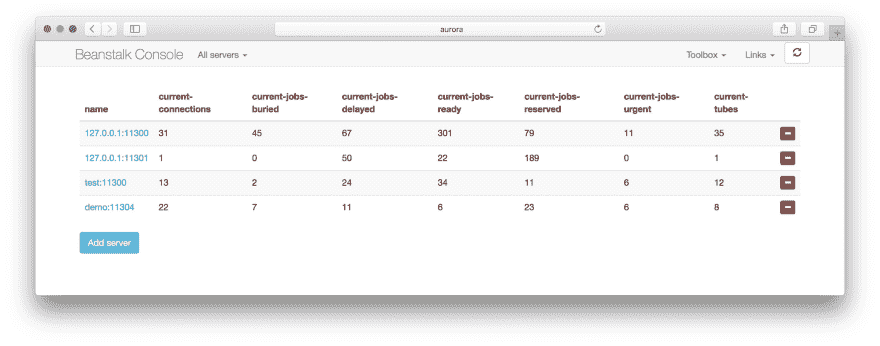 aurora
Beanstalk Console All servers Toolbox Links
name current-connections current-jobs-buried current-jobs-delayed current-jobs-ready current-jobs-reserved current-jobs-urgent current-tubes
127.0.0.1:11300 31 45 67 301 79 11 35
127.0.0.1:11301 1 0 50 22 189 0 1
test:11300 13 2 24 34 11 6 12
demo:11304 22 7 11 6 23 6 8
Add server